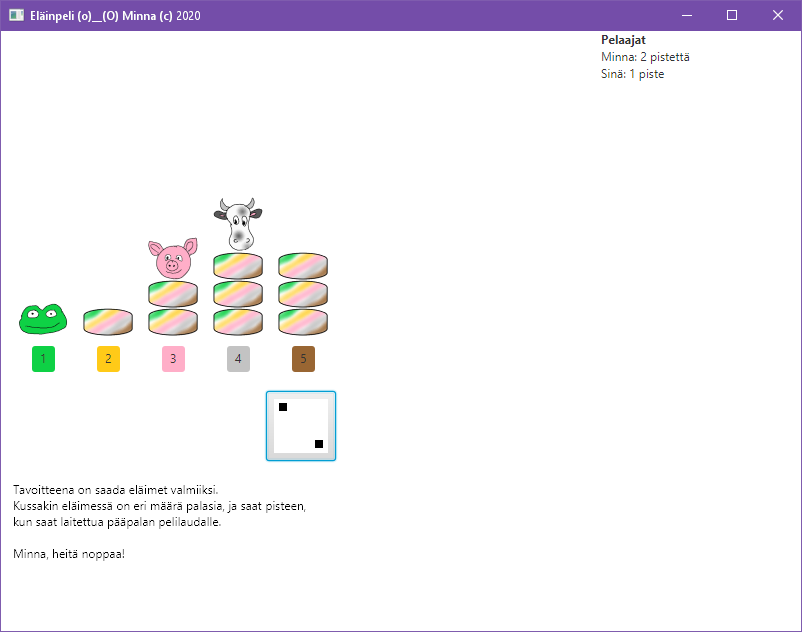 Eläinpeli (o)__(O) Minna (c) 2020
Pelaajat
Minna: 2 pistettä
Sinä: 1 piste
1 2 3 4 5
Tavoitteena on saada eläimet valmiiksi.
Kussakin eläimessä on eri määrä palasia, ja saat pisteen,
kun saat laitettua pääpalan pelilaudalle.
Minna, heitä noppaa!